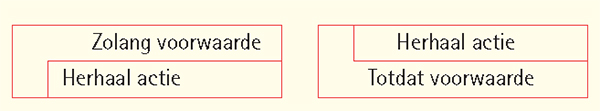 Zolang voorwaarde
Herhaal actie
Herhaal actie
Totdat voorwaarde